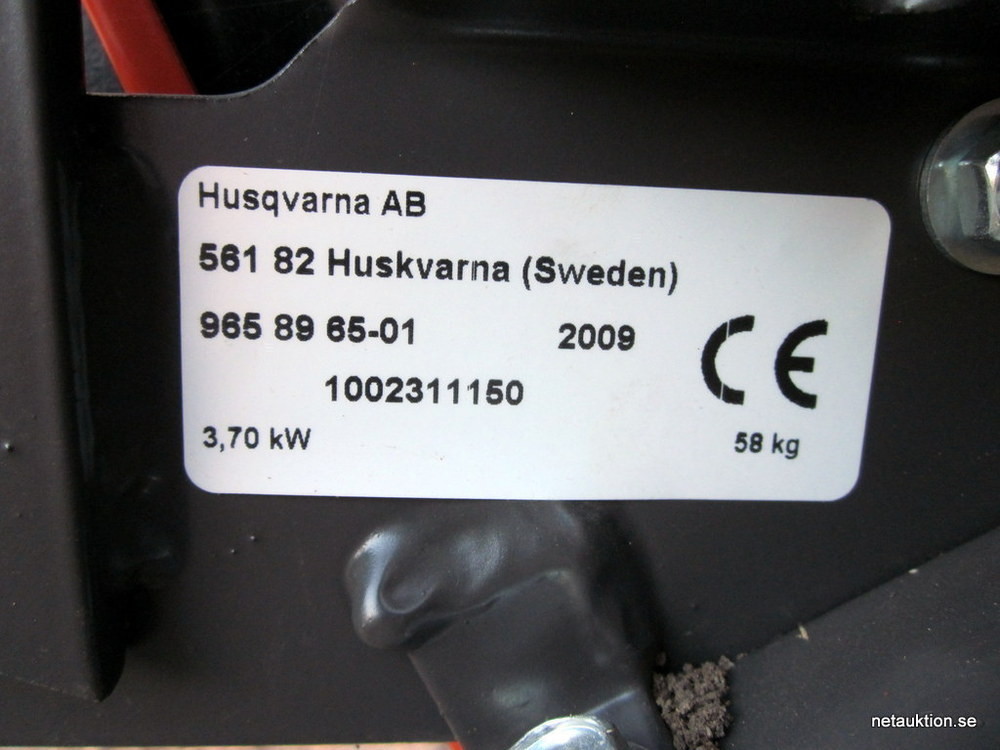 Husqvarna AB
561 82 Huskvarna (Sweden)
965 89 65-01 2009 CE
1002311150
3,70 kW 58 kg
netauktion.se